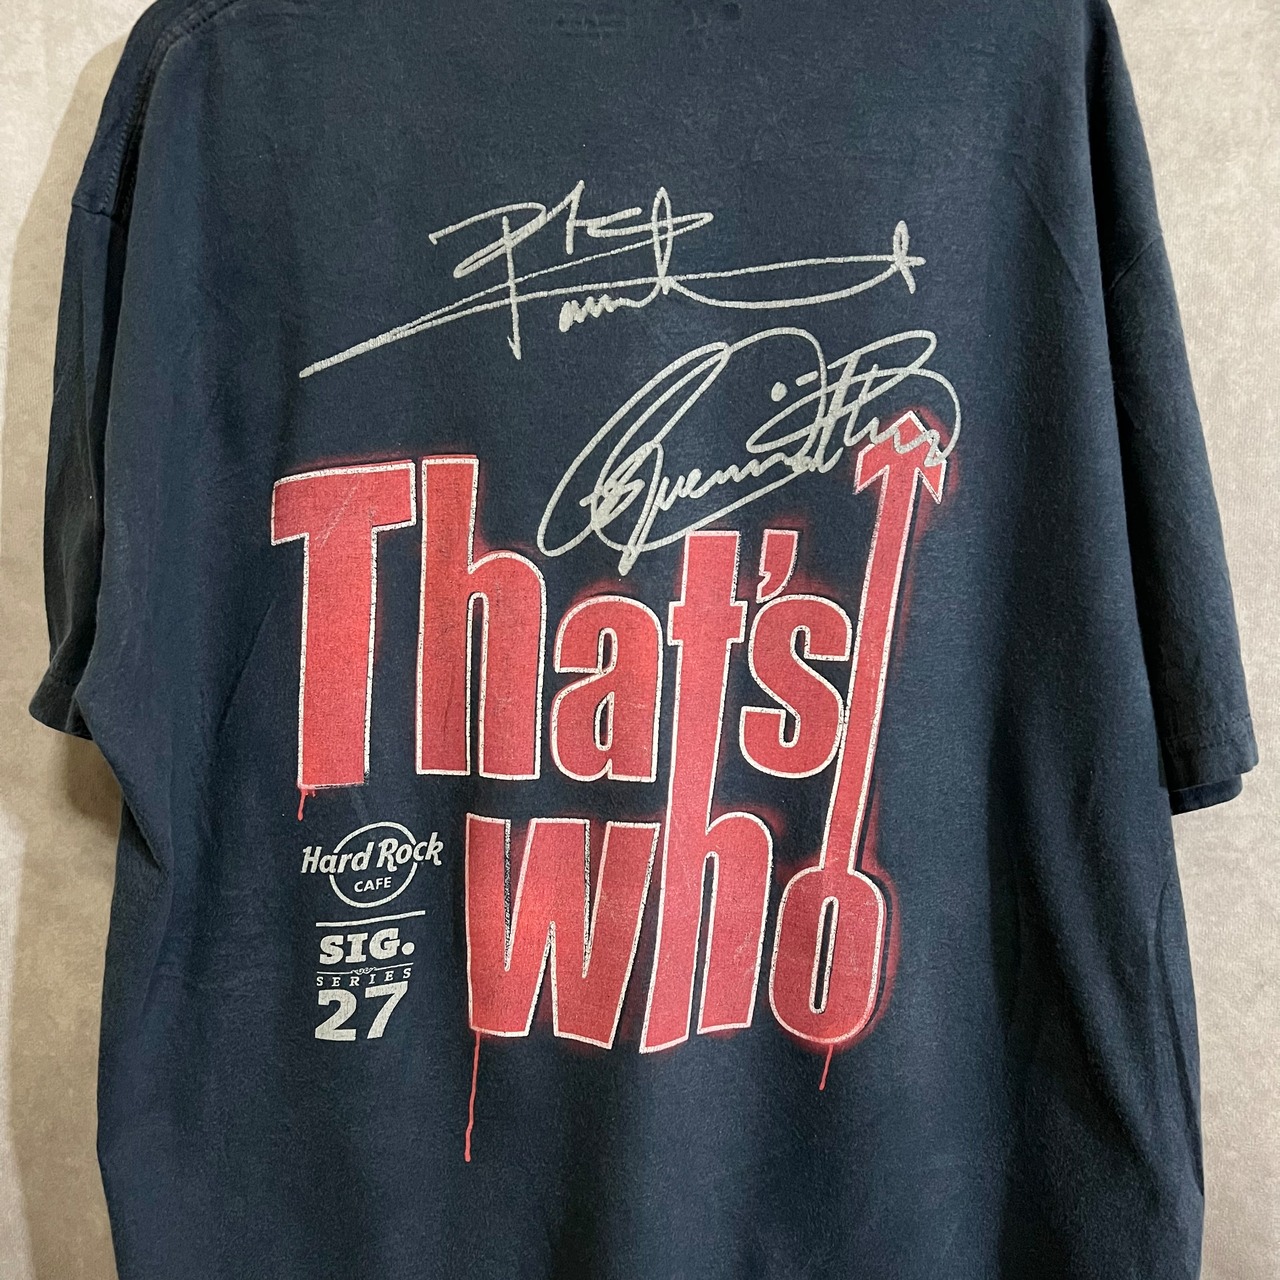 That's
Who
Hard Rock
CAFE
SIG.
SERIES
27